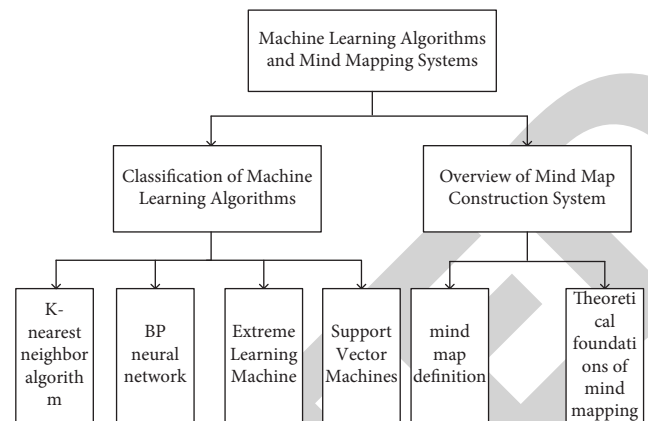 Machine Learning Algorithms
and Mind Mapping Systems
Classification of Machine
Learning Algorithms
Overview of Mind Map
Construction System
K-
nearest
neighbor
algorith
m
BP
neural
network
Extreme
Learning
Machine
Support
Vector
Machines
mind
map
definition
Theoreti
cal
foundati
ons of
mind
mapping